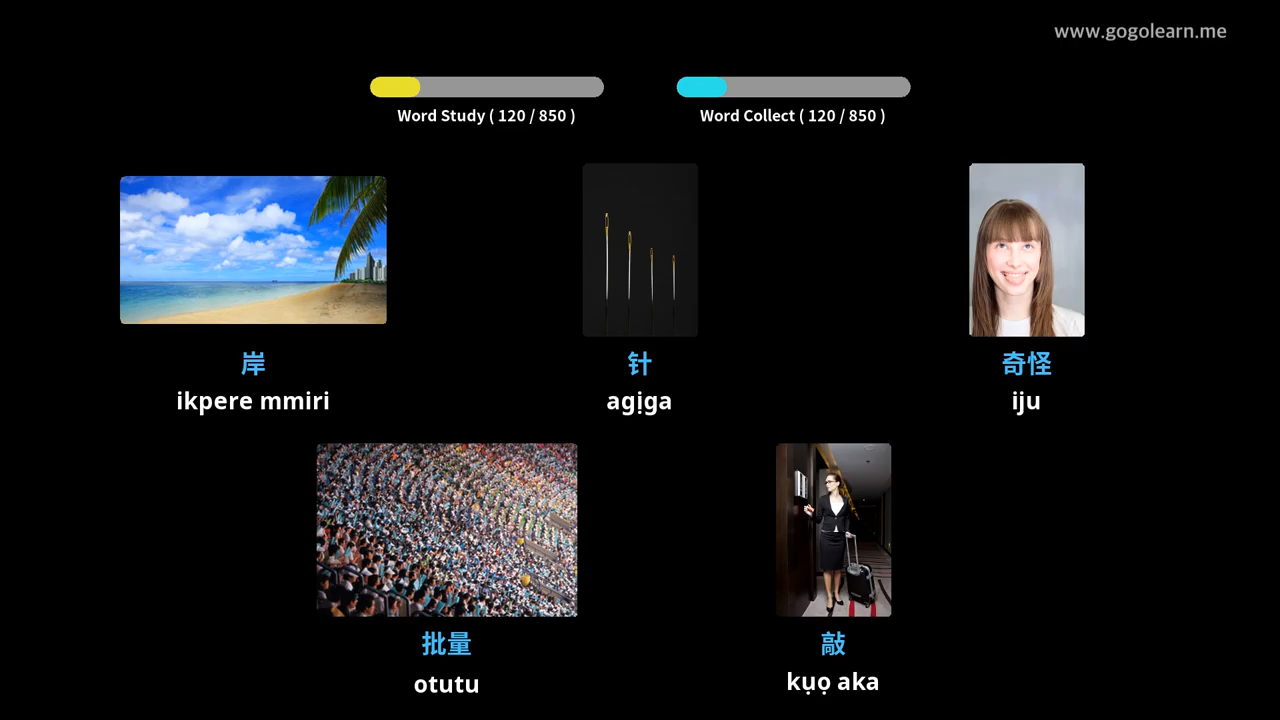 www.gogolearn.me
Word Study ( 120 / 850 )
Word Collect ( 120 / 850 )
岸
ikpere mmiri
针
agịga
奇怪
iju
批量
otutu
敲
kụọ aka